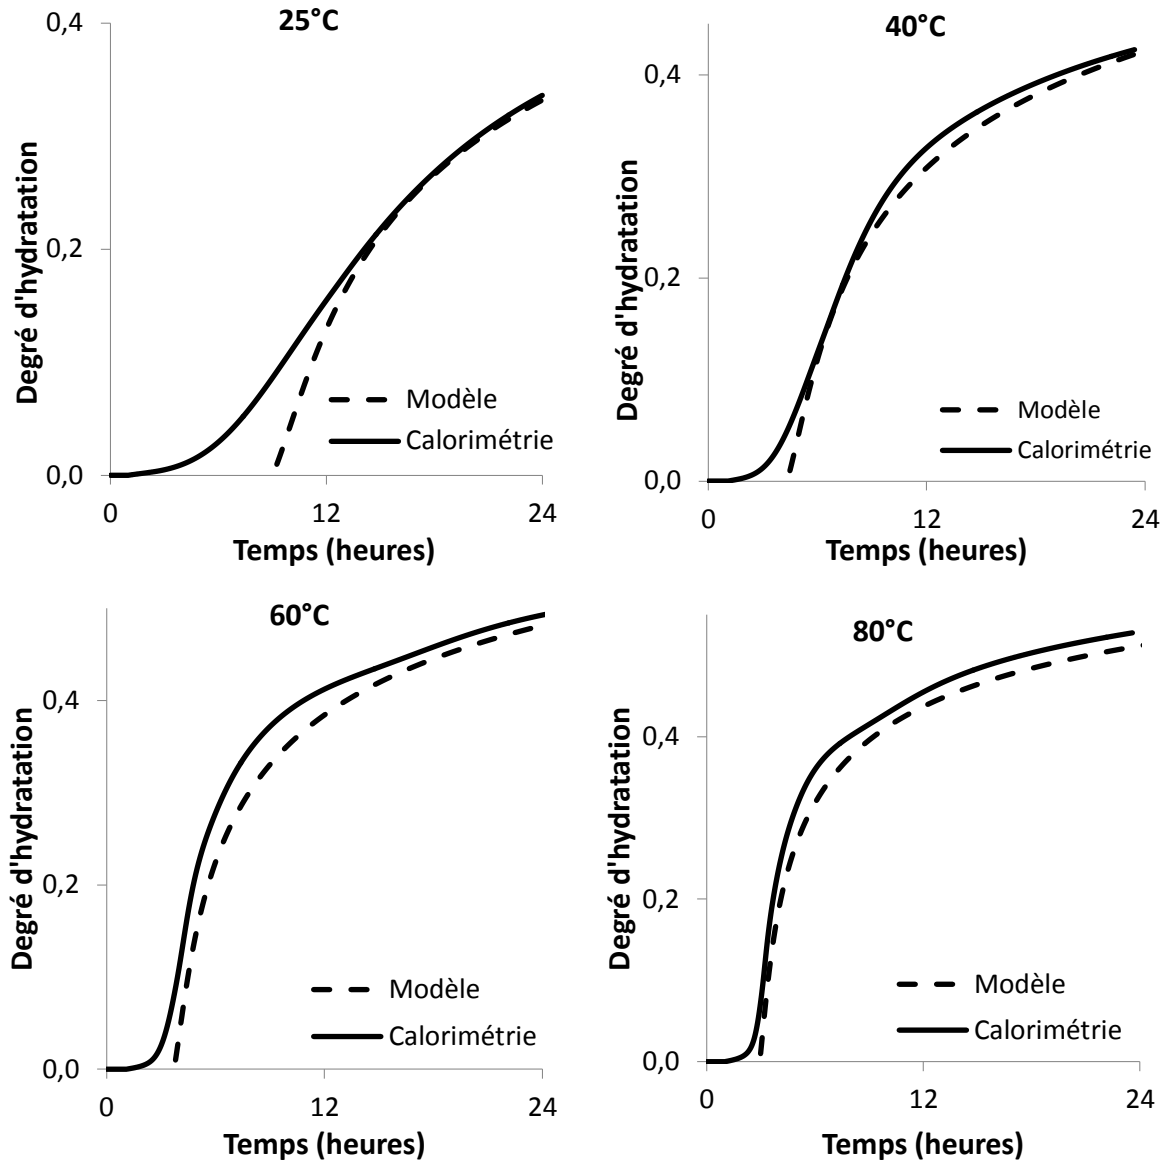 25°C
0,4
0,2
0,0
Degré d'hydratation
Modèle
Calorimétrie
0
12
24
Temps (heures)
40°C
0,4
0,2
0,0
Degré d'hydratation
Modèle
Calorimétrie
0
12
24
Temps (heures)
60°C
0,4
0,2
0,0
Degré d'hydratation
Modèle
Calorimétrie
0
12
24
Temps (heures)
80°C
0,4
0,2
0,0
Degré d'hydratation
Modèle
Calorimétrie
0
12
24
Temps (heures)